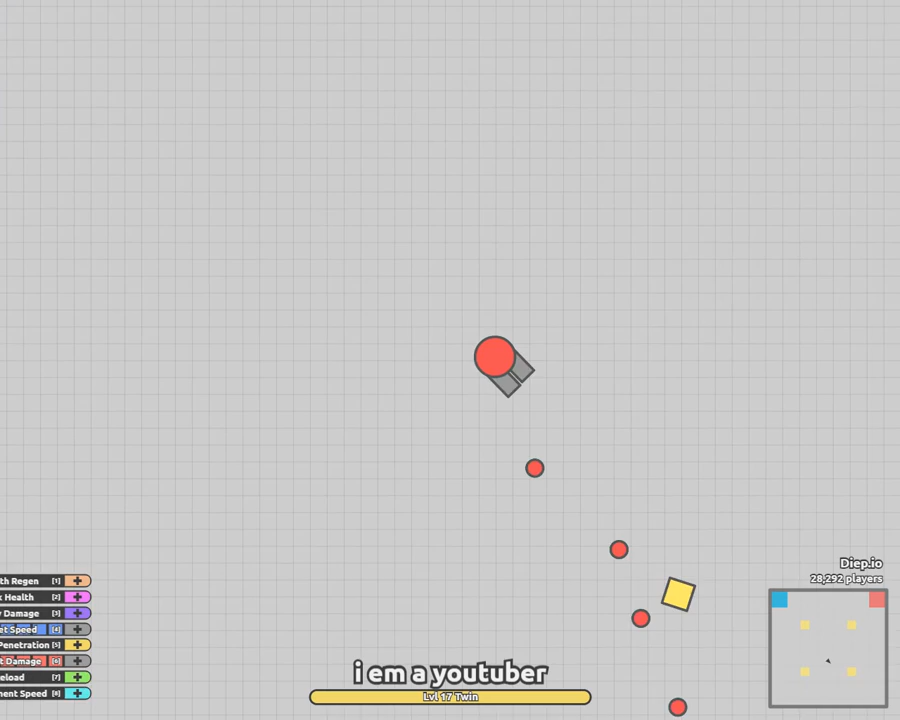 Diep.io
28,292 players
th Regen [1]
x Health [2]
y Damage [3]
et Speed [4]
Penetration [5]
t Damage [6]
eload [7]
ment Speed [8]
i em a youtuber
Lvl 17 Twin